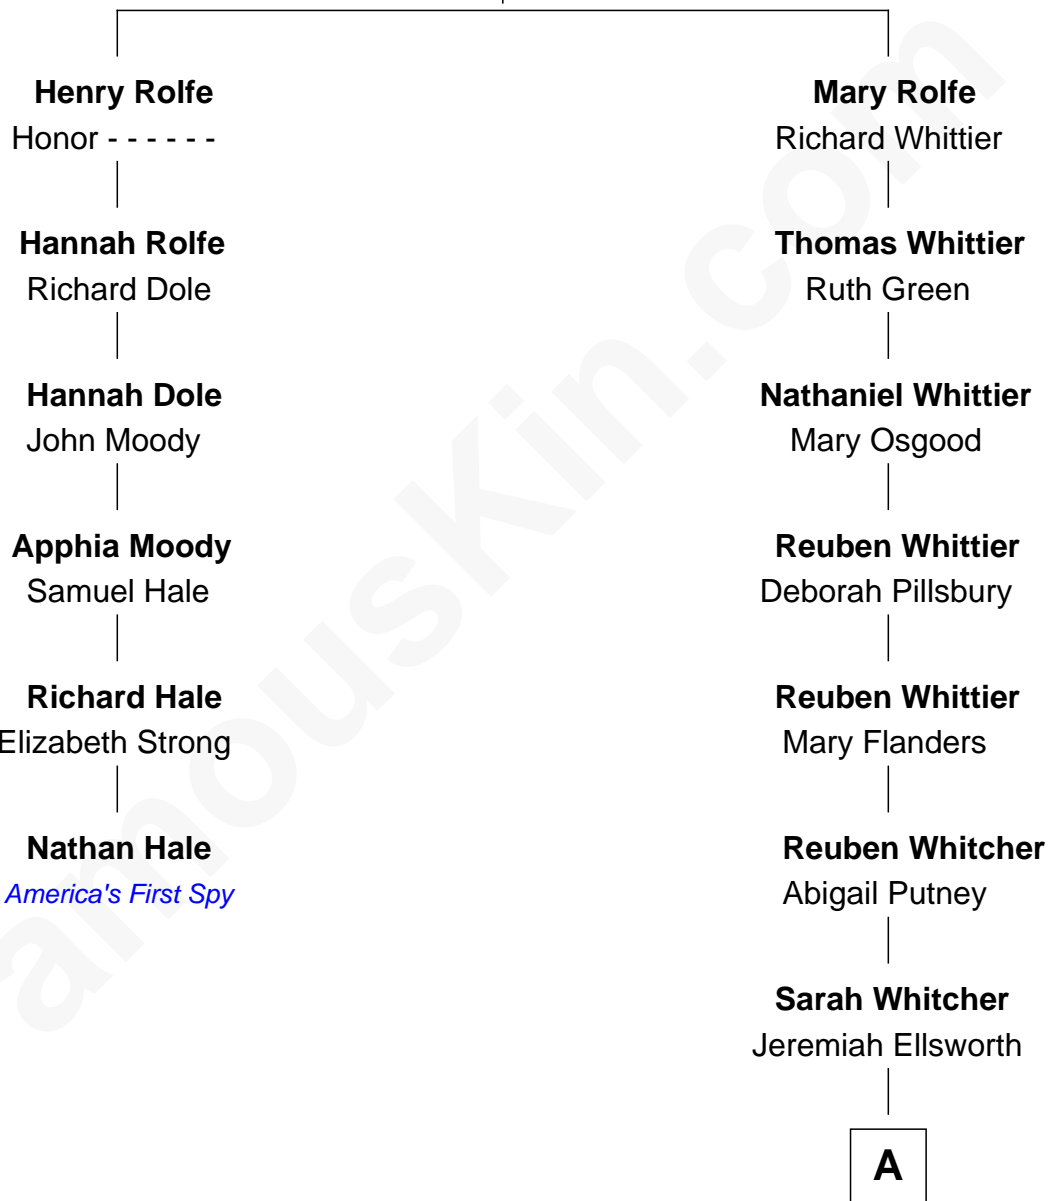 Henry Rolfe
Honor - - - - - -
Hannah Rolfe
Richard Dole
Hannah Dole
John Moody
Apphia Moody
Samuel Hale
Richard Hale
Elizabeth Strong
Nathan Hale
America's First Spy
Mary Rolfe
Richard Whittier
Thomas Whittier
Ruth Green
Nathaniel Whittier
Mary Osgood
Reuben Whittier
Deborah Pillsbury
Reuben Whittier
Mary Flanders
Reuben Whitcher
Abigail Putney
Sarah Whitcher
Jeremiah Ellsworth
A
amousKin.com